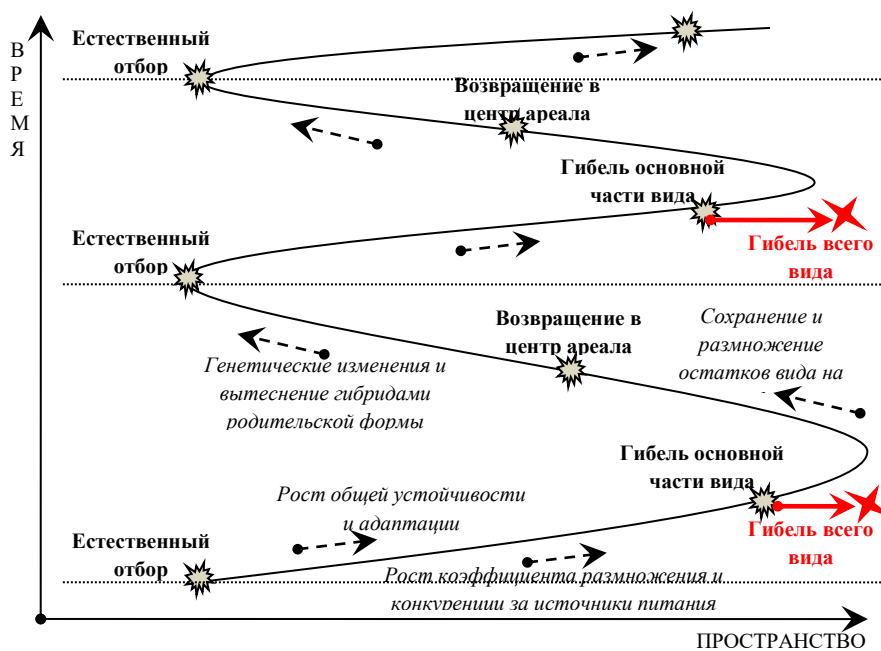 В
Р
Е
М
Я
Естественный
отбор
Возвращение в
центр ареала
Гибель основной
части вида
Гибель всего
вида
Естественный
отбор
Возвращение в
центр ареала
Сохранение и
размножение
остатков вида на
Генетические изменения и
вытеснение гибридами
родительской формы
Гибель основной
части вида
Гибель всего
вида
Рост общей устойчивости
и адаптации
Естественный
отбор
Рост коэффициента размножения и
конкуренции за источники питания
ПРОСТРАНСТВО